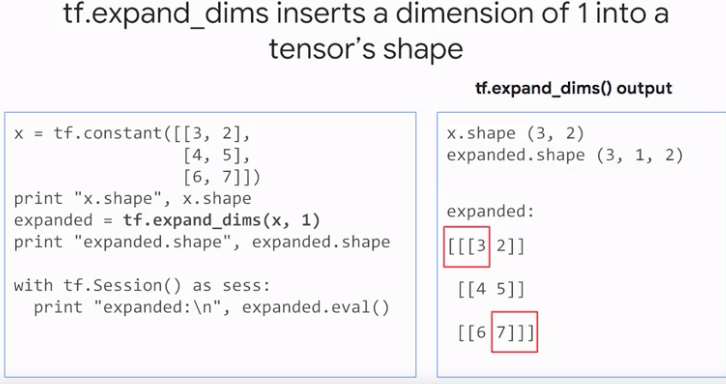 tf.expand_dims inserts a dimension of 1 into a
tensor's shape
tf.expand_dims() output
x = tf.constant([[3, 2],
[4, 5],
[6, 7]])
print "x.shape", x.shape
expanded = tf.expand_dims(x, 1)
print "expanded.shape", expanded.shape
with tf.Session() as sess:
print "expanded:\n", expanded.eval()
x.shape (3, 2)
expanded.shape (3, 1, 2)
expanded:
[[[3 2]]
[[4 5]]
[[6 7]]]